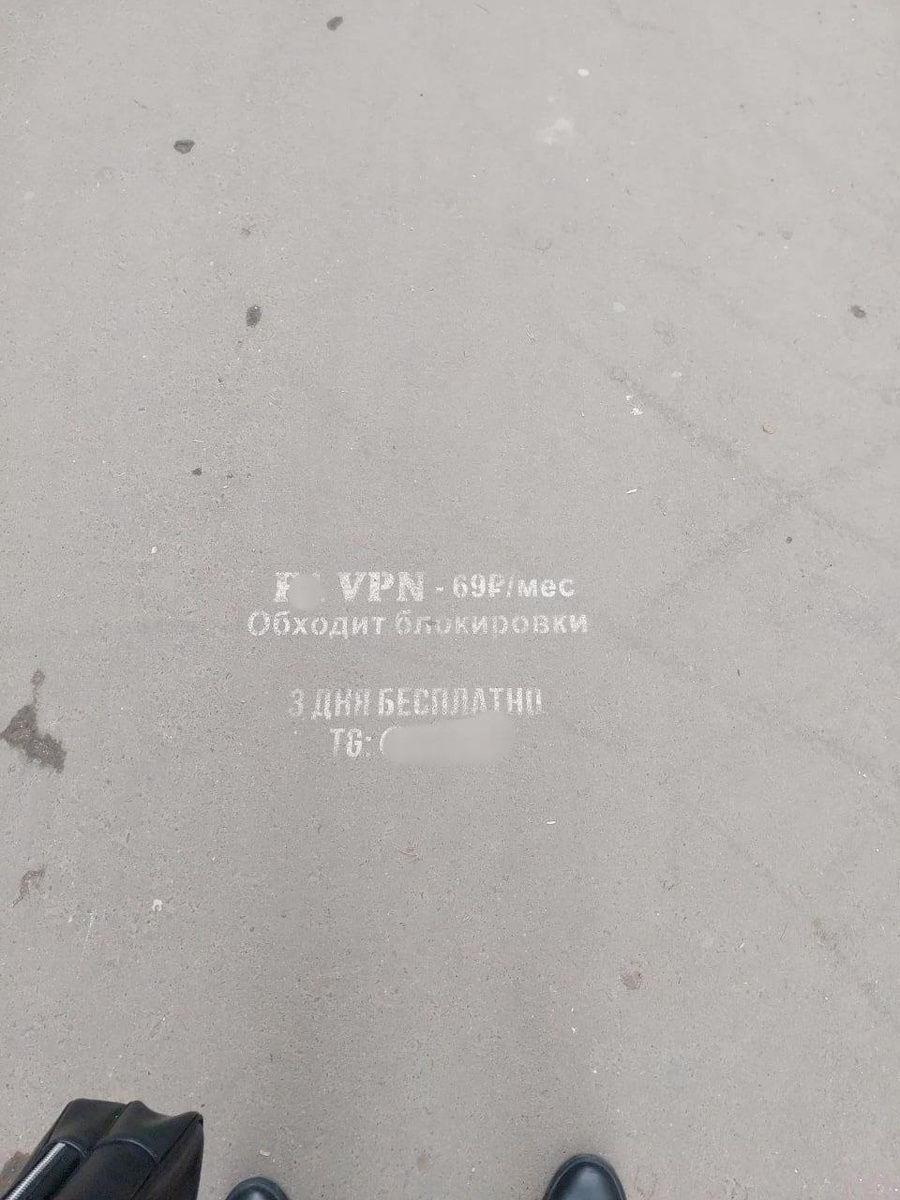 VPN - 69₽/мес
Обходит блокировки
3 ДНЯ БЕСПЛАТНО
TG: